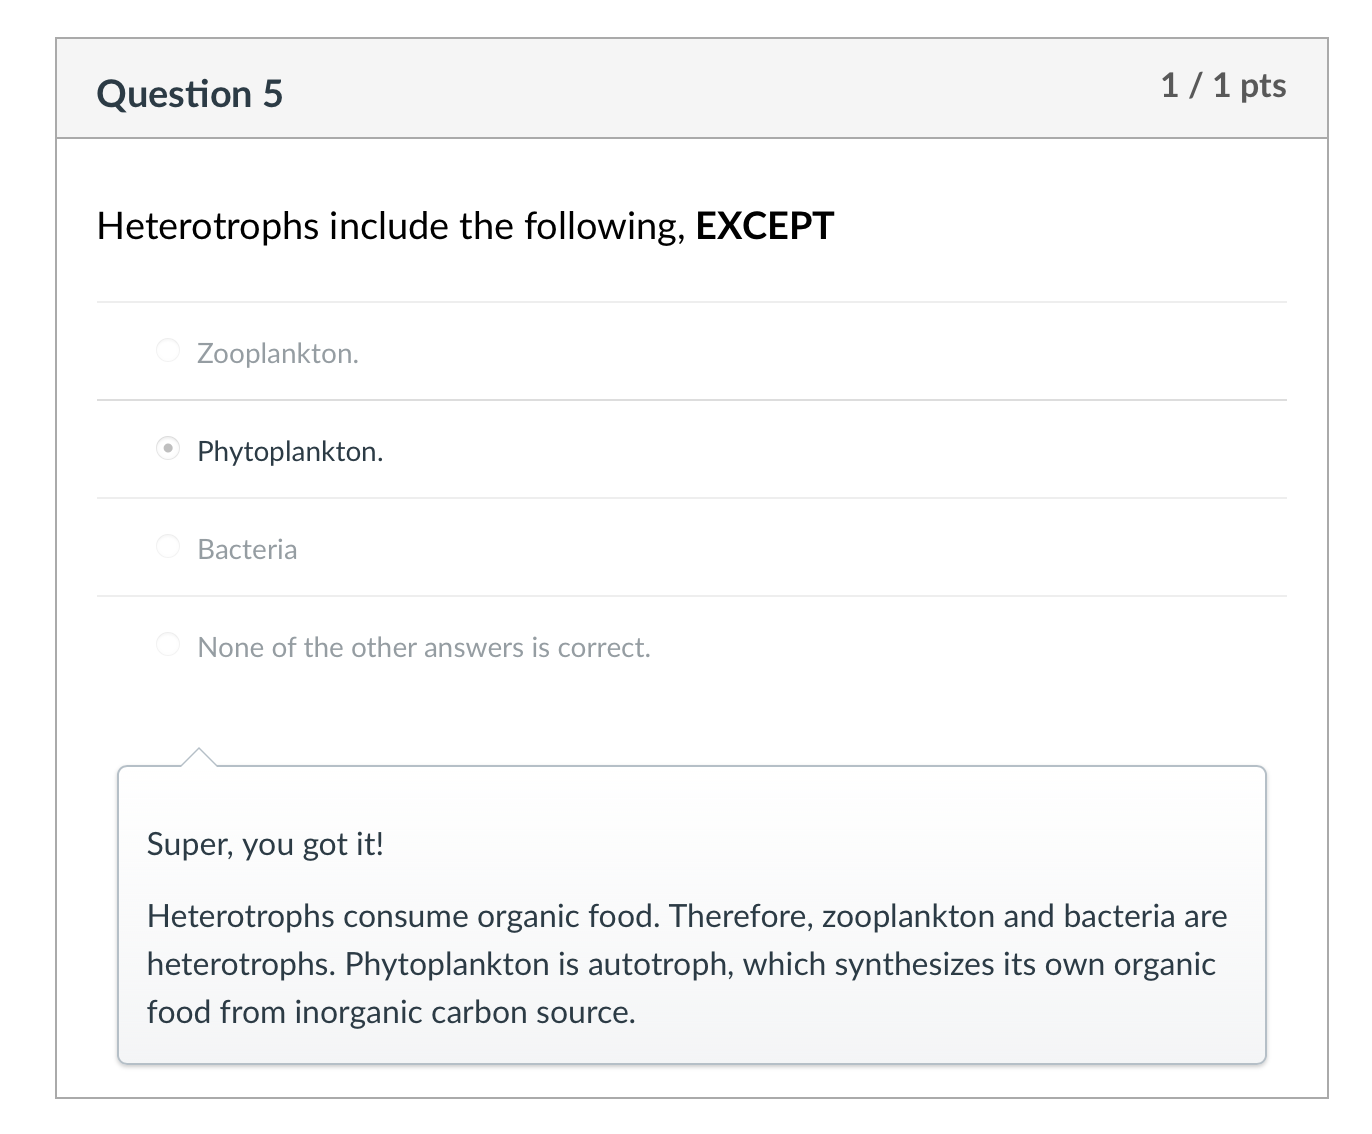 Question 5
1 / 1 pts
Heterotrophs include the following, EXCEPT
Zooplankton.
Phytoplankton.
Bacteria
None of the other answers is correct.
Super, you got it!
Heterotrophs consume organic food. Therefore, zooplankton and bacteria are
heterotrophs. Phytoplankton is autotroph, which synthesizes its own organic
food from inorganic carbon source.